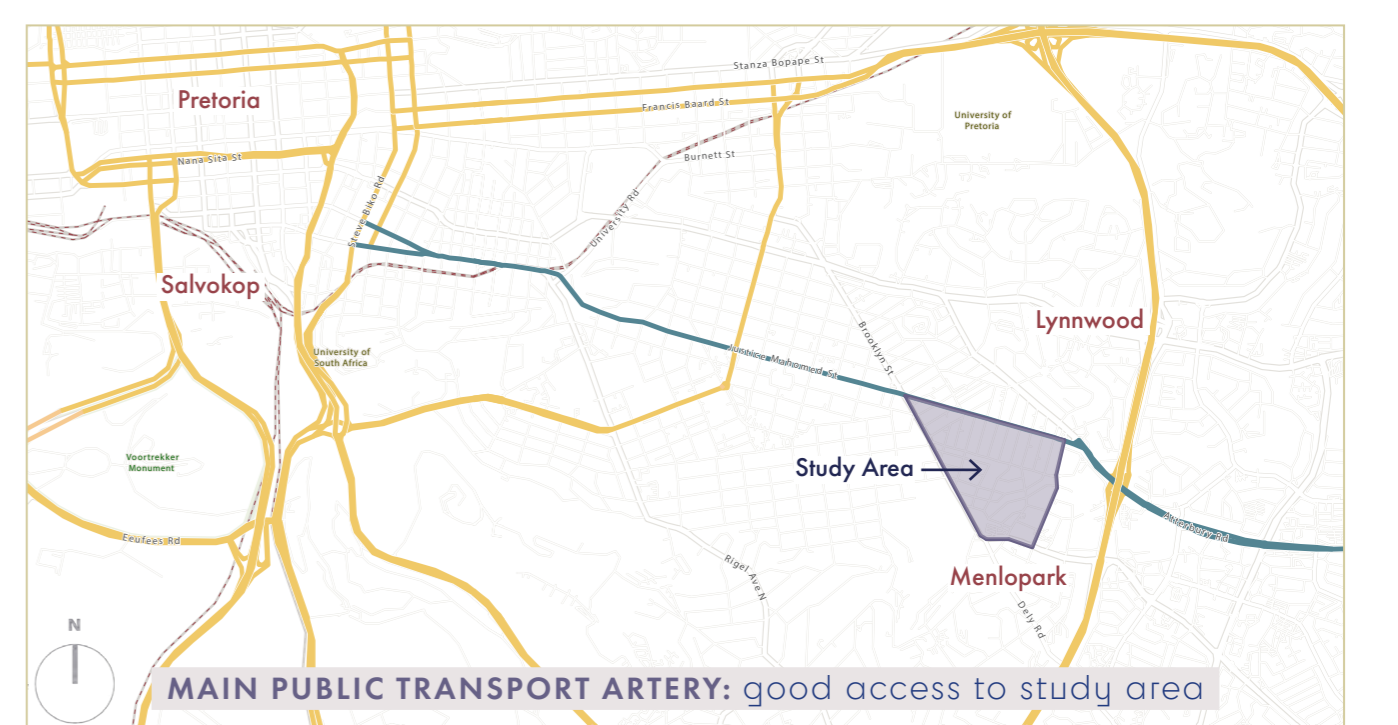 Stanza Bopape St
Pretoria
Francis Baard St
University of
Pretoria
Nana Sita St
Burnett St
Steve Biko Rd
University Rd
Salvokop
Lynnwood
Brooklyn St
University of
South Africa
Justice Mahomed St
Voortrekker
Monument
Study Area
Atterbury Rd
Eeufees Rd
Rigel Ave N
Menlopark
Dely Rd
N
MAIN PUBLIC TRANSPORT ARTERY: good access to study area